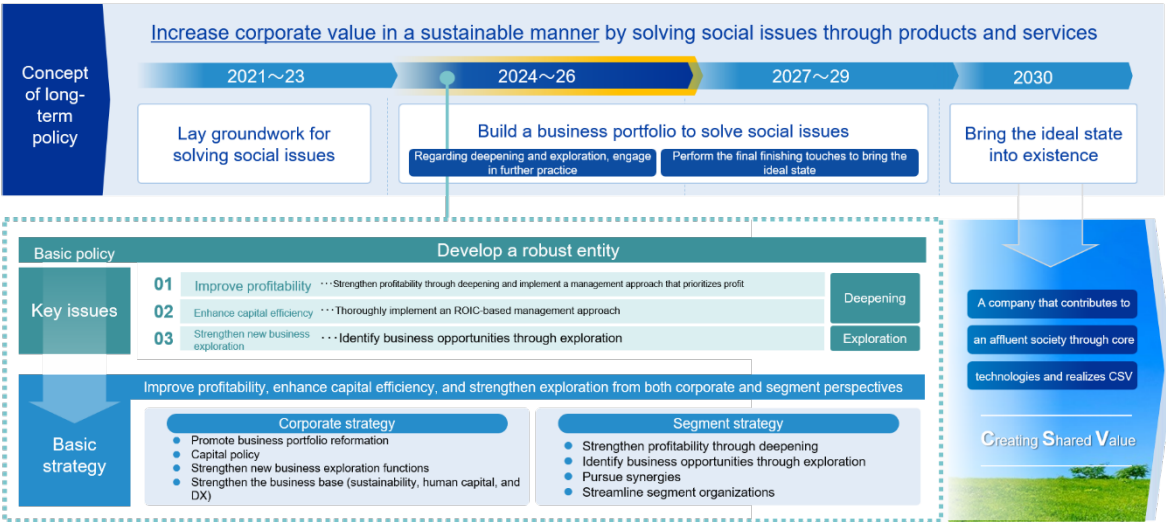 Increase corporate value in a sustainable manner by solving social issues through products and services
Concept
of long-
term
policy
2021～23
2024～26
2027～29
2030
Lay groundwork for
solving social issues
Build a business portfolio to solve social issues
Regarding deepening and exploration, engage
in further practice
Perform the final finishing touches to bring the
ideal state
Bring the ideal state
into existence
Basic policy
Develop a robust entity
Key issues
01 Improve profitability ···Strengthen profitability through deepening and implement a management approach that prioritizes profit
02 Enhance capital efficiency ···Thoroughly implement an ROIC-based management approach
Deepening
03 Strengthen new business
exploration ···Identify business opportunities through exploration
Exploration
Basic
strategy
Improve profitability, enhance capital efficiency, and strengthen exploration from both corporate and segment perspectives
Corporate strategy
● Promote business portfolio reformation
● Capital policy
● Strengthen new business exploration functions
● Strengthen the business base (sustainability, human capital, and
DX)
Segment strategy
● Strengthen profitability through deepening
● Identify business opportunities through exploration
● Pursue synergies
● Streamline segment organizations
A company that contributes to
an affluent society through core
technologies and realizes CSV
Creating Shared Value